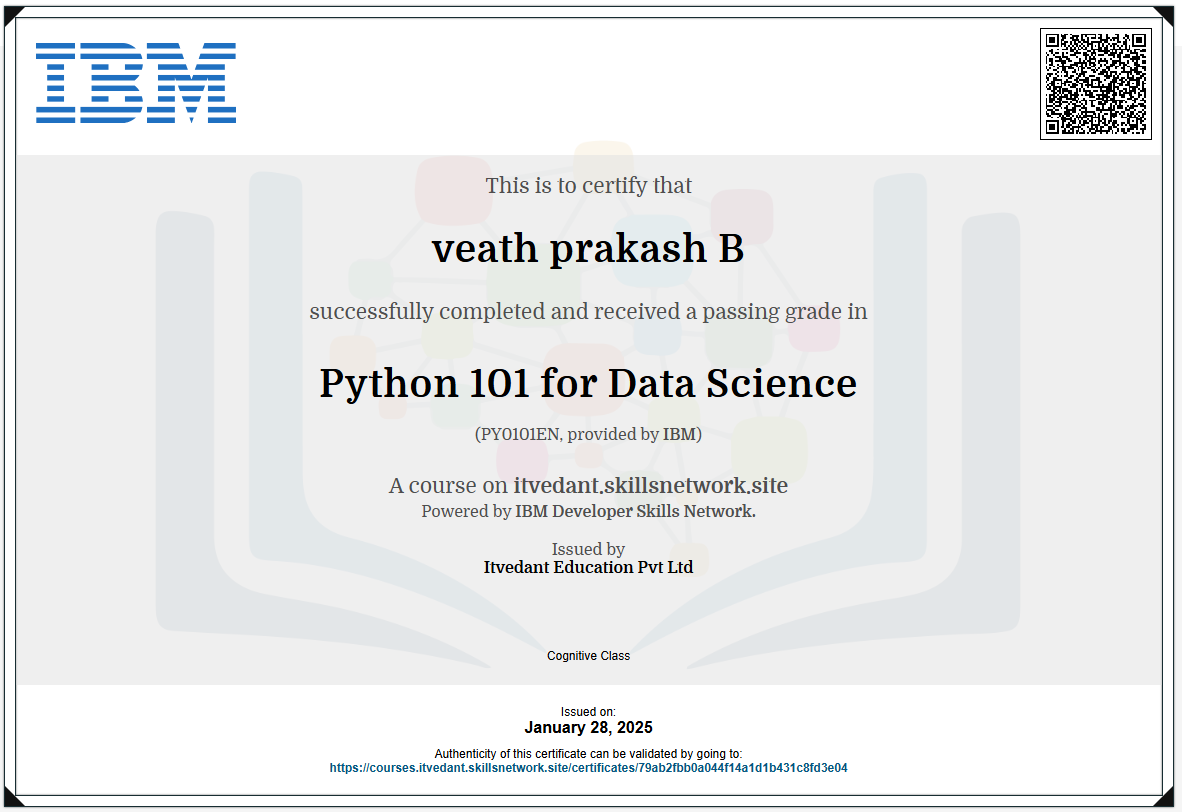 IBM
This is to certify that
veath prakash B
successfully completed and received a passing grade in
Python 101 for Data Science
(PY0101EN, provided by IBM)
A course on itvedant.skillsnetwork.site
Powered by IBM Developer Skills Network.
Issued by
Itvedant Education Pvt Ltd
Cognitive Class
Issued on:
January 28, 2025
Authenticity of this certificate can be validated by going to:
https://courses.itvedant.skillsnetwork.site/certificates/79ab2fbb0a044f14a1d1b431c8fd3e04